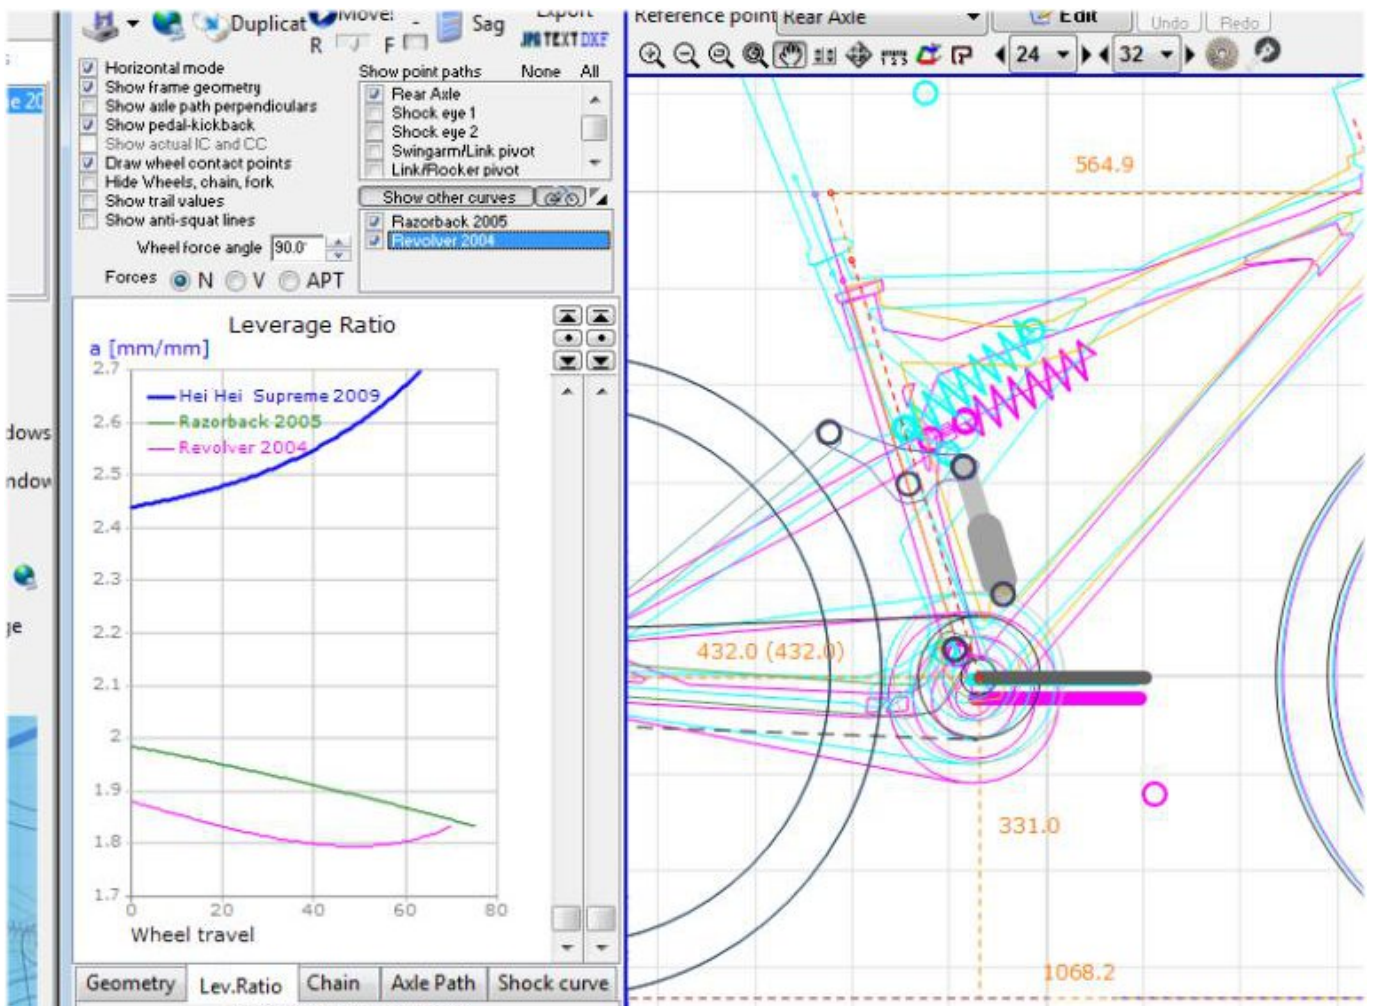 Duplicat
Move:
R
F
-
Sag
Export
JPG TEXT DXF
Horizontal mode
Show frame geometry
Show axle path perpendiculars
Show pedal-kickback
Show actual IC and CC
Draw wheel contact points
Hide Wheels, chain, fork
Show trail values
Show anti-squat lines
Wheel force angle 90.0°
Forces N V APT
Show point paths None All
Rear Axle
Shock eye 1
Shock eye 2
Swingarm/Link pivot
Link/Rocker pivot
Show other curves
Razorback 2005
Revolver 2004
Leverage Ratio
a [mm/mm]
2.7
2.6
2.5
2.4
2.3
2.2
2.1
2
1.9
1.8
1.7
Hei Hei Supreme 2009
Razorback 2005
Revolver 2004
0 20 40 60 80
Wheel travel
Geometry Lev.Ratio Chain Axle Path Shock curve
Reference point Rear Axle Edit Undo Redo
24 32
564.9
432.0 (432.0)
331.0
1068.2
e 20
dows
ndow
ge